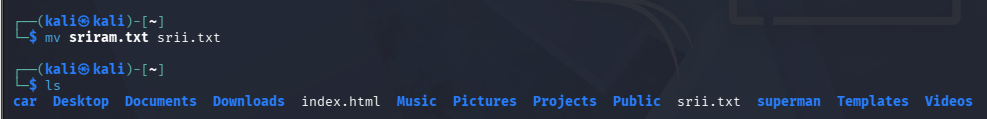 ┌──(kali㉿kali)-[~]
└─$ mv sriram.txt srii.txt
┌──(kali㉿kali)-[~]
└─$ ls
car Desktop Documents Downloads index.html Music Pictures Projects Public srii.txt superman Templates Videos